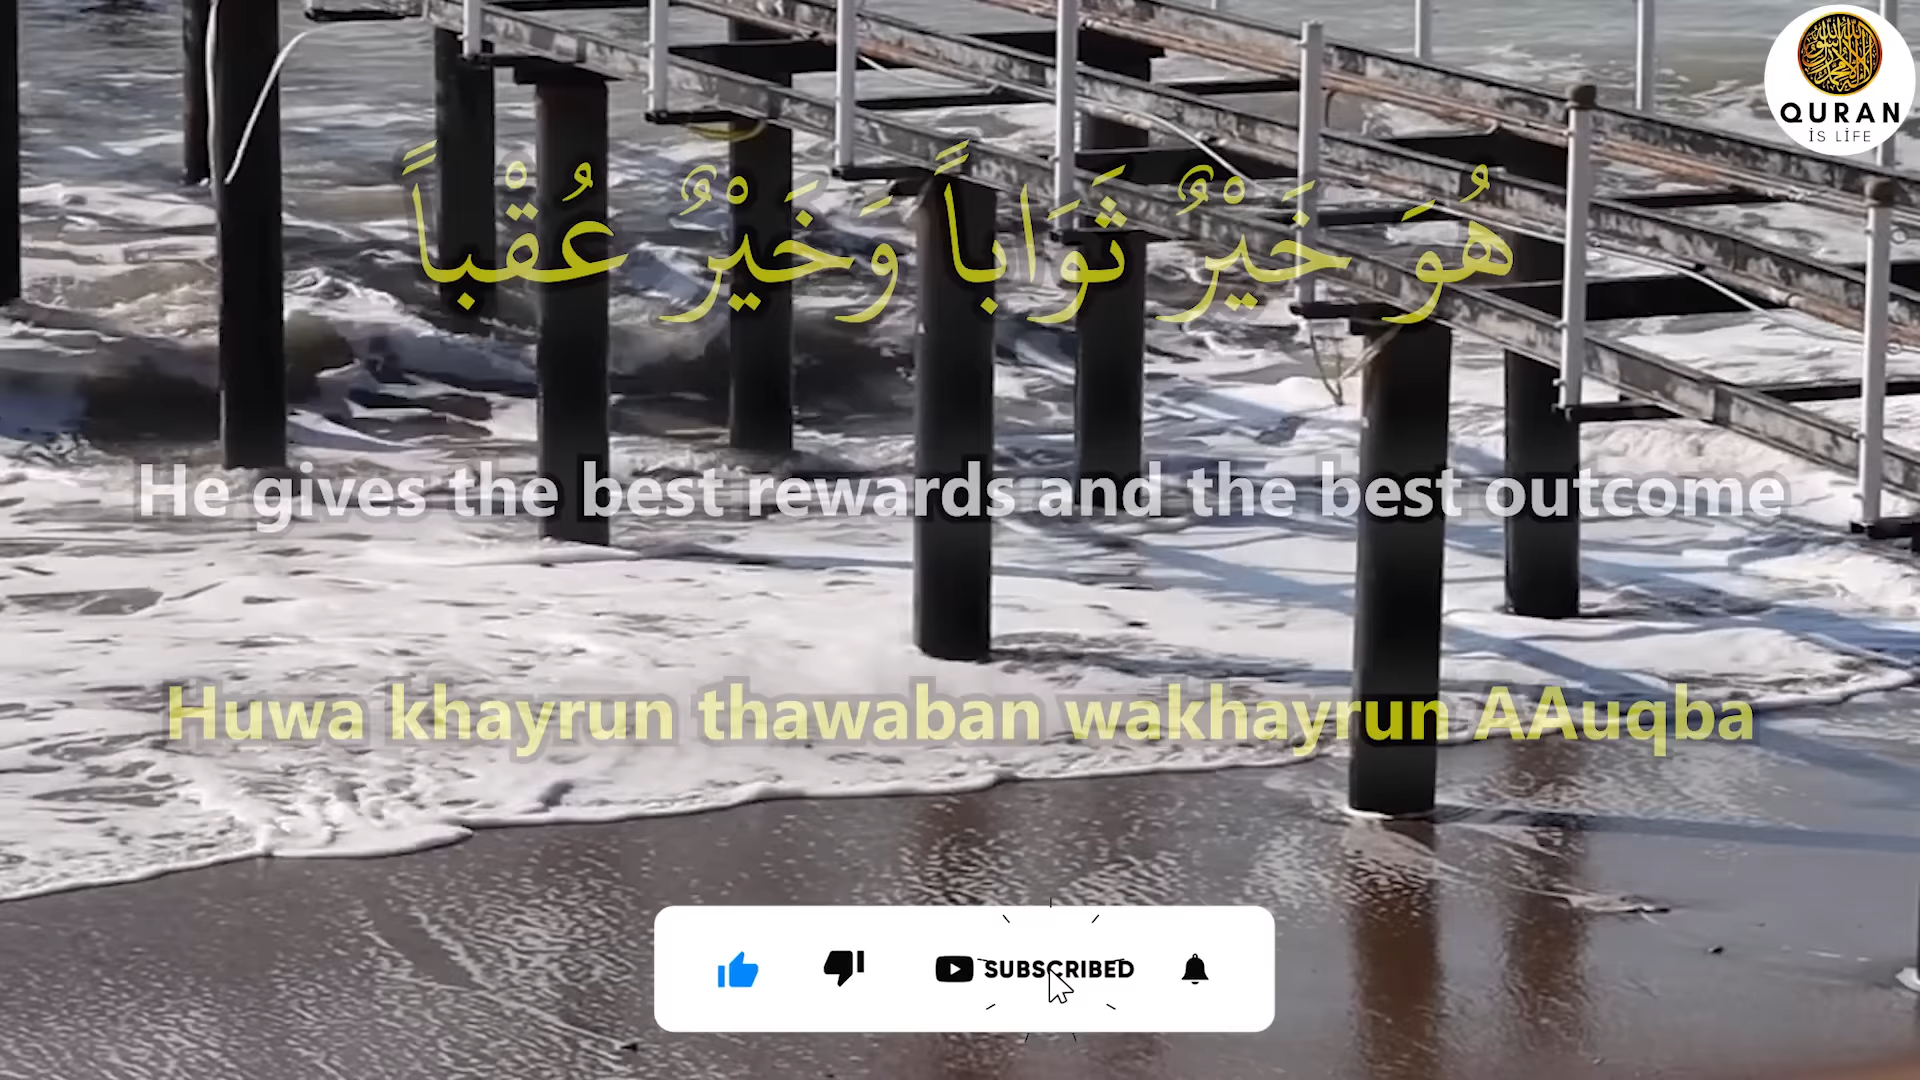 QURAN
İS LİFE
هُوَ خَيْرٌ ثَوَاباً وَخَيْرٌ عُقْباً
He gives the best rewards and the best outcome
Huwa khayrun thawaban wakhayrun AAuqba
SUBSCRIBED